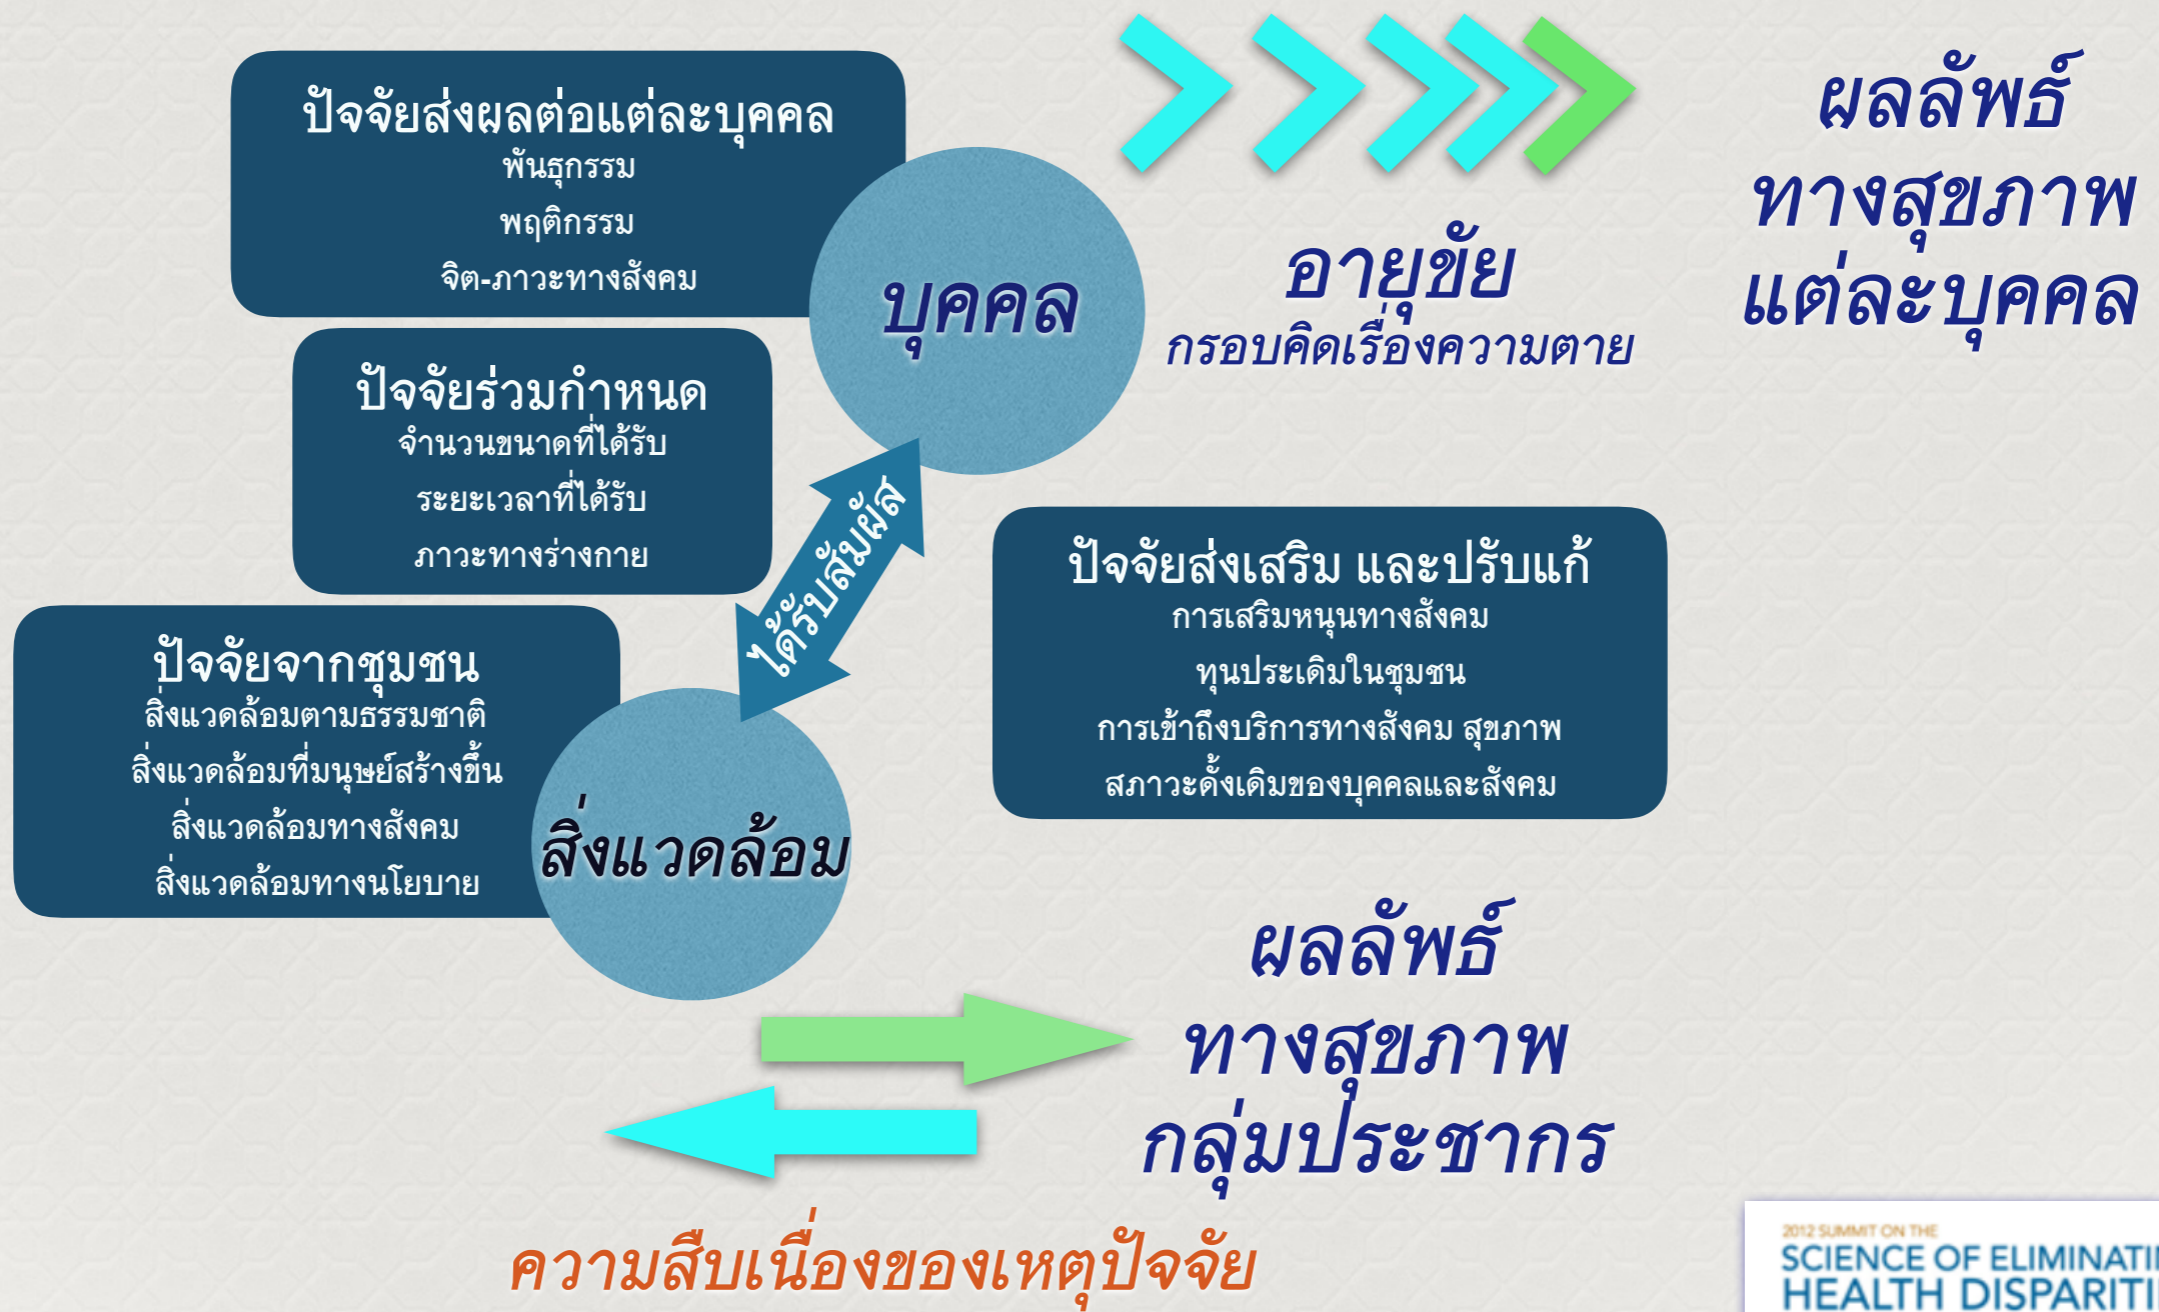 ปัจจัยส่งผลต่อแต่ละบุคคล
พันธุกรรม
พฤติกรรม
จิต-ภาวะทางสังคม
บุคคล
อายุขัย
กรอบคิดเรื่องความตาย
ผลลัพธ์
ทางสุขภาพ
แต่ละบุคคล
ปัจจัยร่วมกำหนด
จำนวนขนาดที่ได้รับ
ระยะเวลาที่ได้รับ
ภาวะทางร่างกาย
ได้รับสัมผัส
ปัจจัยส่งเสริม และปรับแก้
การเสริมหนุนทางสังคม
ทุนประเดิมในชุมชน
การเข้าถึงบริการทางสังคม สุขภาพ
สภาวะดั้งเดิมของบุคคลและสังคม
ปัจจัยจากชุมชน
สิ่งแวดล้อมตามธรรมชาติ
สิ่งแวดล้อมที่มนุษย์สร้างขึ้น
สิ่งแวดล้อมทางสังคม
สิ่งแวดล้อมทางนโยบาย
สิ่งแวดล้อม
ผลลัพธ์
ทางสุขภาพ
กลุ่มประชากร
ความสืบเนื่องของเหตุปัจจัย
2012 SUMMIT ON THE
SCIENCE OF ELIMINATI
HEALTH DISPARITI